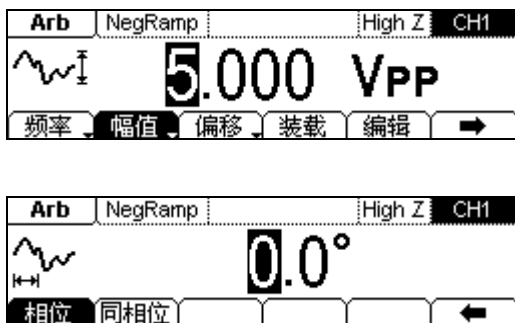 Arb NegRamp High Z CH1
5.000 VPP
频率 幅值 偏移 装载 编辑
Arb NegRamp High Z CH1
0.0°
相位 同相位